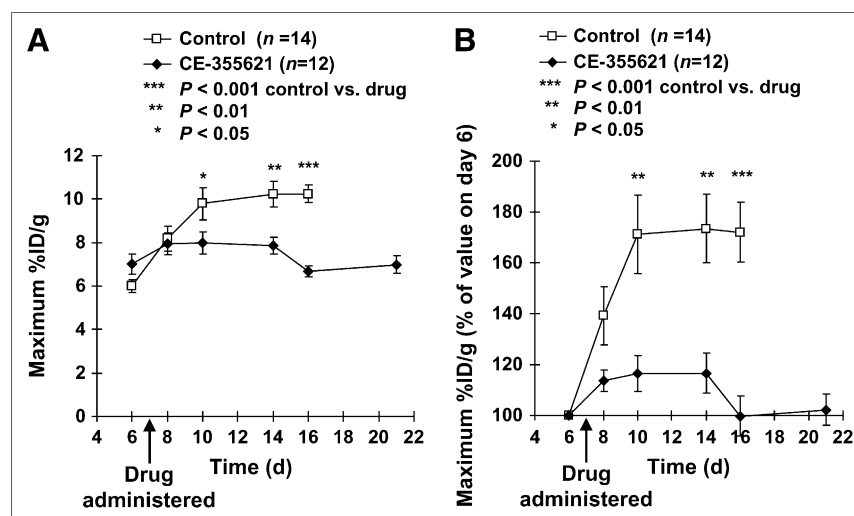 A
Control (n =14)
CE-355621 (n=12)
*** P < 0.001 control vs. drug
** P < 0.01
* P < 0.05
Maximum %ID/g
12
10
8
6
4
2
0
* ** ***
4 6 8 10 12 14 16 18 20 22
Time (d)
Drug
administered
B
Control (n =14)
CE-355621 (n=12)
*** P < 0.001 control vs. drug
** P < 0.01
* P < 0.05
Maximum %ID/g (% of value on day 6)
200
180
160
140
120
100
** ** ***
4 6 8 10 12 14 16 18 20 22
Time (d)
Drug
administered